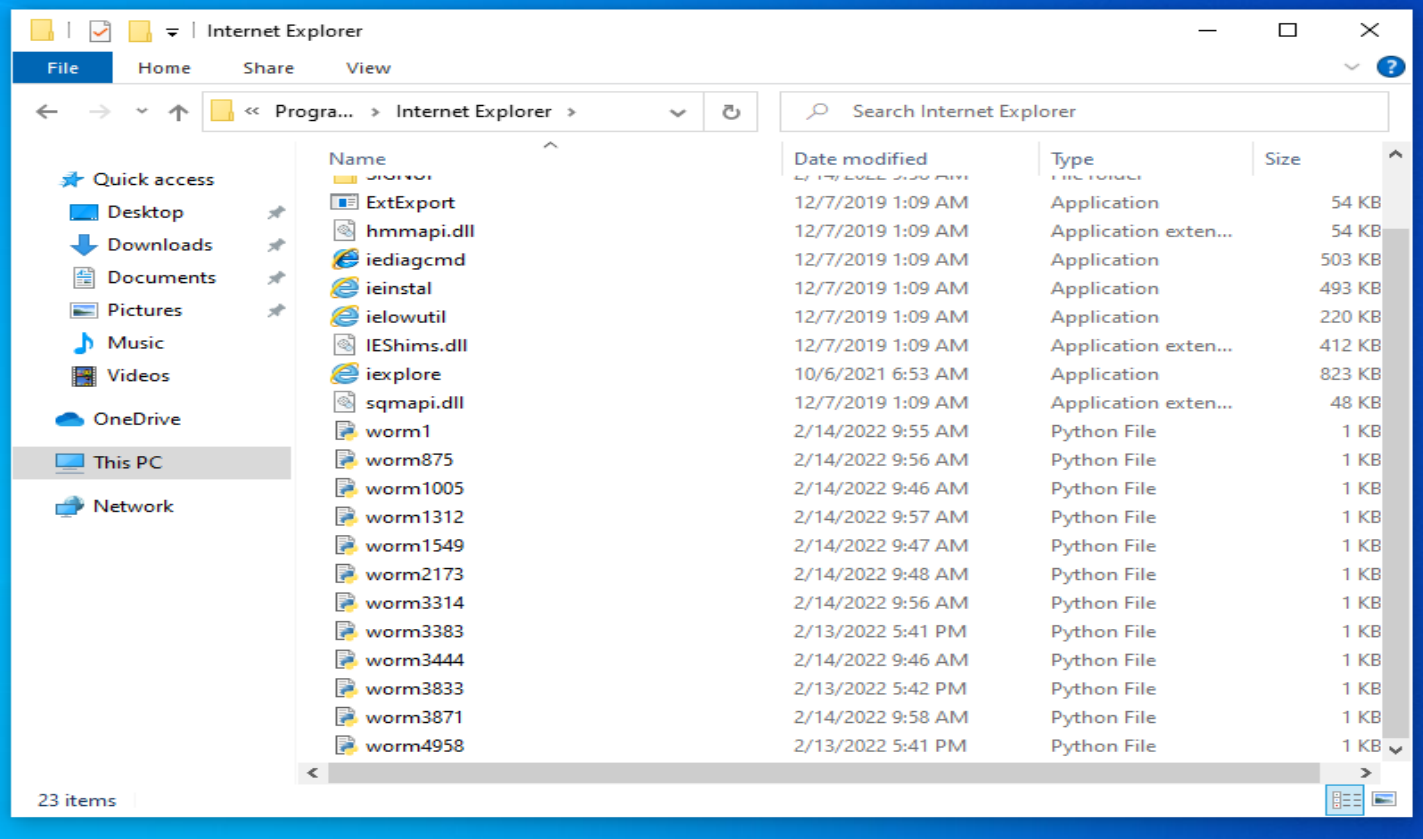 Internet Explorer
File Home Share View
« Progra... > Internet Explorer > Search Internet Explorer
Name Date modified Type Size
Quick access
Desktop
Downloads
Documents
Pictures
Music
Videos
OneDrive
This PC
Network
ExtExport 12/7/2019 1:09 AM Application 54 KB
hmmapi.dll 12/7/2019 1:09 AM Application exten... 54 KB
iediagcmd 12/7/2019 1:09 AM Application 503 KB
ieinstal 12/7/2019 1:09 AM Application 493 KB
ielowutil 12/7/2019 1:09 AM Application 220 KB
IEShims.dll 12/7/2019 1:09 AM Application exten... 412 KB
iexplore 10/6/2021 6:53 AM Application 823 KB
sqmapi.dll 12/7/2019 1:09 AM Application exten... 48 KB
worm1 2/14/2022 9:55 AM Python File 1 KB
worm875 2/14/2022 9:56 AM Python File 1 KB
worm1005 2/14/2022 9:46 AM Python File 1 KB
worm1312 2/14/2022 9:57 AM Python File 1 KB
worm1549 2/14/2022 9:47 AM Python File 1 KB
worm2173 2/14/2022 9:48 AM Python File 1 KB
worm3314 2/14/2022 9:56 AM Python File 1 KB
worm3383 2/13/2022 5:41 PM Python File 1 KB
worm3444 2/14/2022 9:46 AM Python File 1 KB
worm3833 2/13/2022 5:42 PM Python File 1 KB
worm3871 2/14/2022 9:58 AM Python File 1 KB
worm4958 2/13/2022 5:41 PM Python File 1 KB
23 items